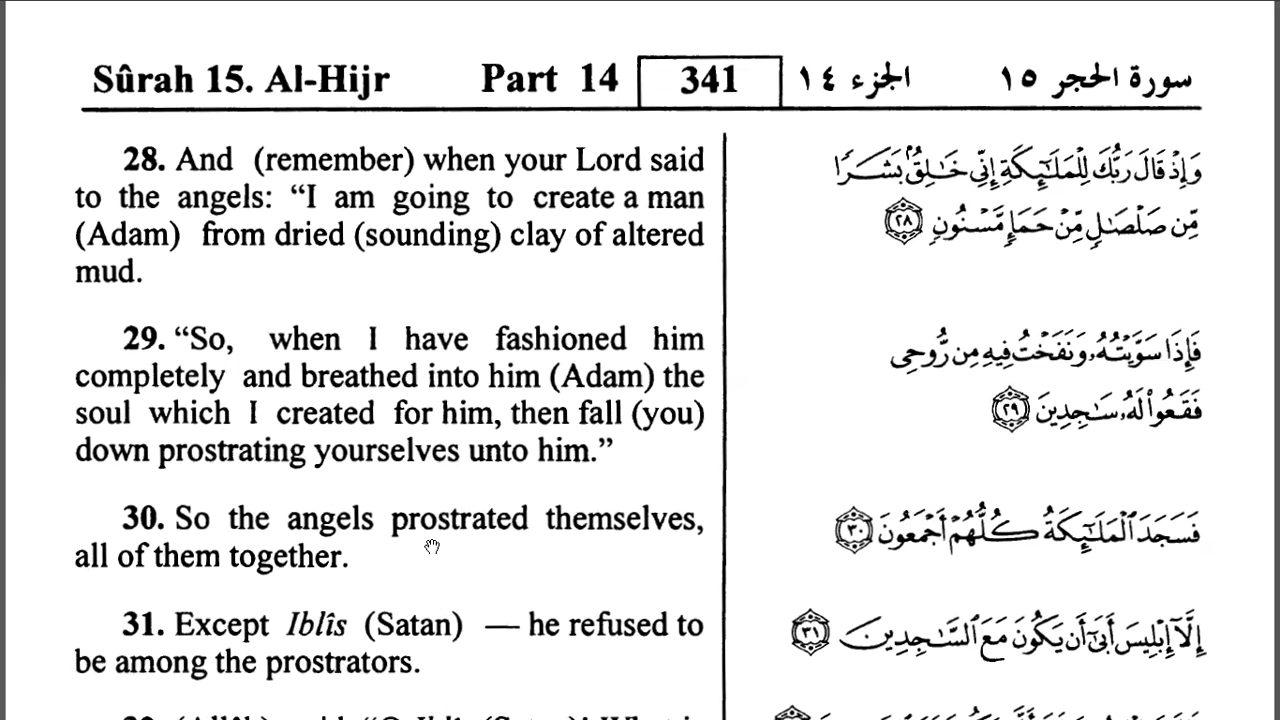 Sûrah 15. Al-Hijr Part 14 341 الجزء ١٤ سورة الحجر ١٥
28. And (remember) when your Lord said
to the angels: “I am going to create a man
(Adam) from dried (sounding) clay of altered
mud.
29. “So, when I have fashioned him
completely and breathed into him (Adam) the
soul which I created for him, then fall (you)
down prostrating yourselves unto him.”
30. So the angels prostrated themselves,
all of them together.
31. Except Iblîs (Satan) — he refused to
be among the prostrators.
وَإِذْ قَالَ رَبُّكَ لِلْمَلَـٰٓئِكَةِ إِنِّى خَـٰلِقٌۢ بَشَرًا
مِّن صَلْصَـٰلٍ مِّنْ حَمَإٍ مَّسْنُونٍ ٢٨
فَإِذَا سَوَّيْتُهُۥ وَنَفَخْتُ فِيهِ مِن رُّوحِى
فَقَعُوا۟ لَهُۥ سَـٰجِدِينَ ٢٩
فَسَجَدَ ٱلْمَلَـٰٓئِكَةُ كُلُّهُمْ أَجْمَعُونَ ٣٠
إِلَّآ إِبْلِيسَ أَبَىٰٓ أَن يَكُونَ مَعَ ٱلسَّـٰجِدِينَ ٣١